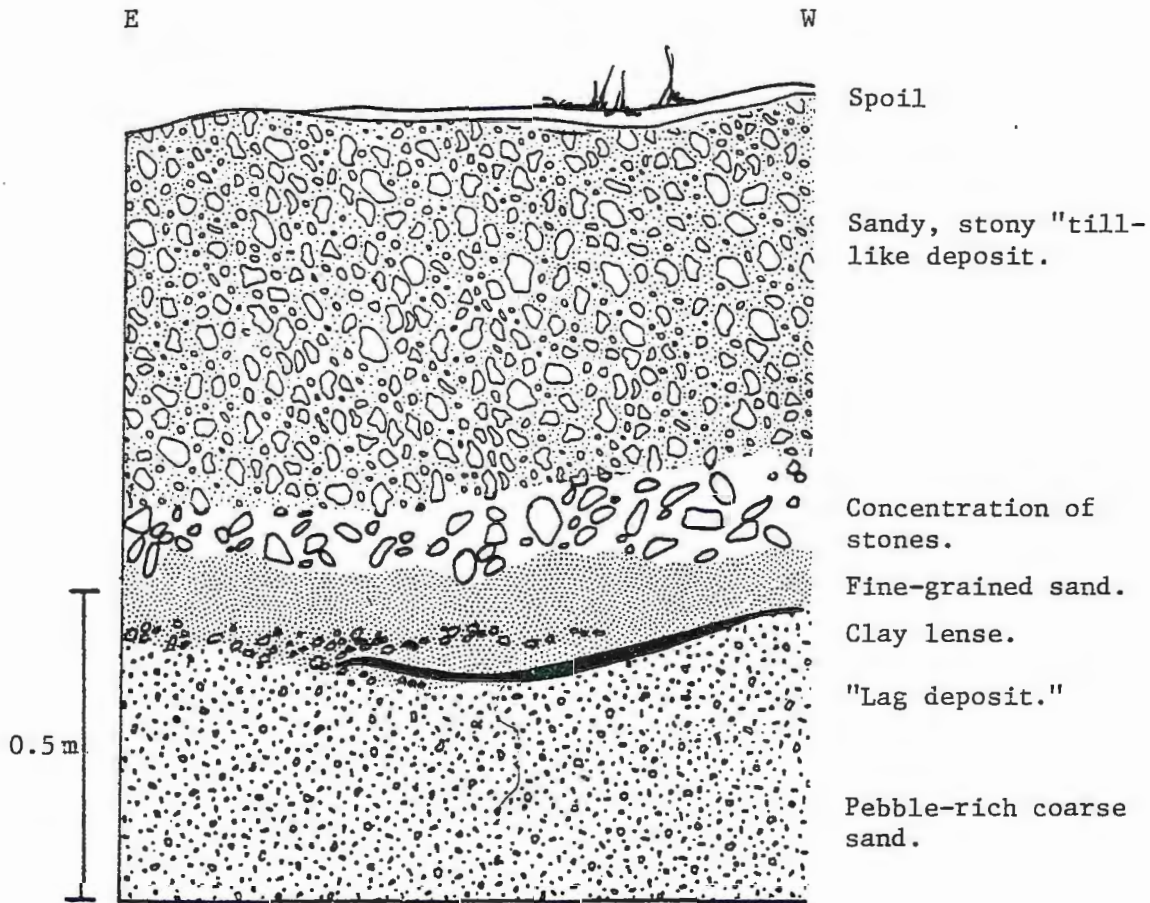 E
W
Spoil
Sandy, stony "till-
like deposit.
Concentration of
stones.
Fine-grained sand.
Clay lense.
"Lag deposit."
0.5 m
Pebble-rich coarse
sand.